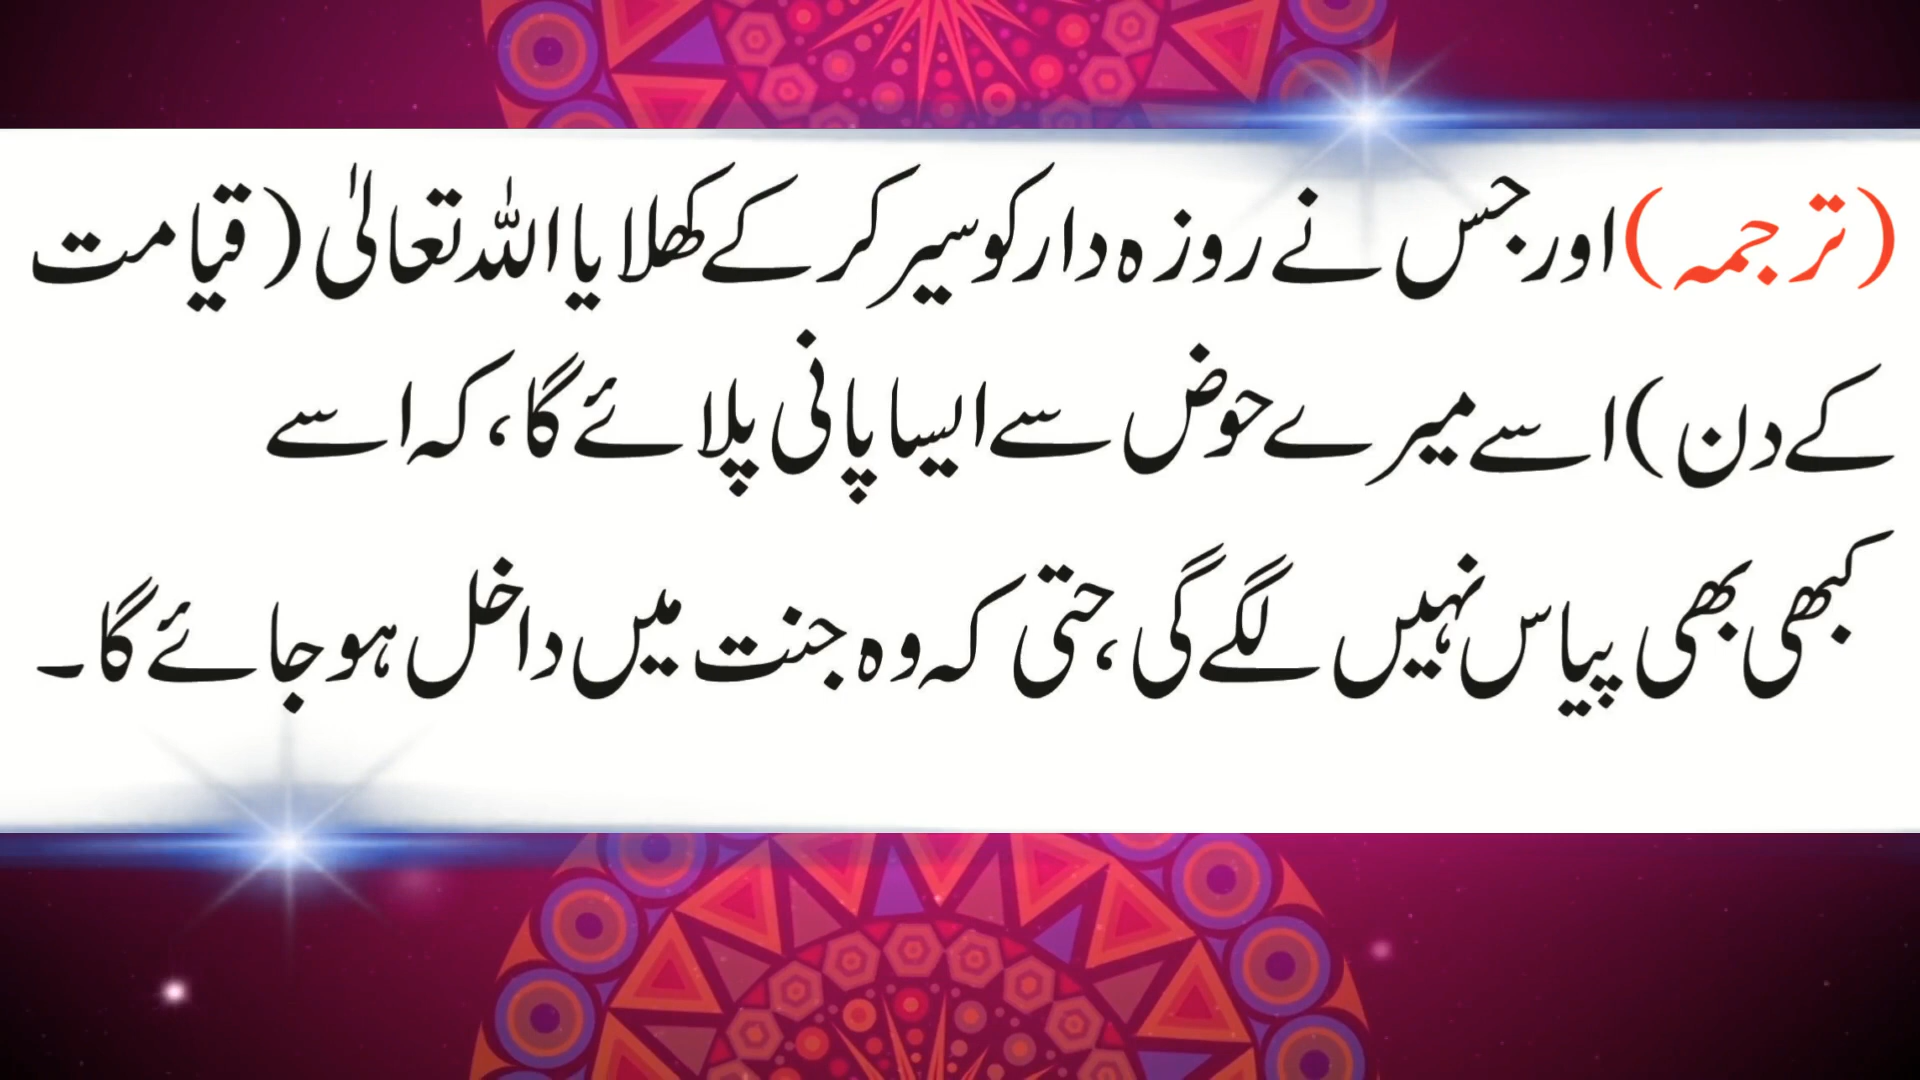 (ترجمہ) اور جس نے روزہ دار کو سیر کر کے کھلایا اللہ تعالیٰ (قیامت
کے دن) اسے میرے حوض سے ایسا پانی پلائے گا، کہ اسے
کبھی بھی پیاس نہیں لگے گی، حتی کہ وہ جنت میں داخل ہو جائے گا۔